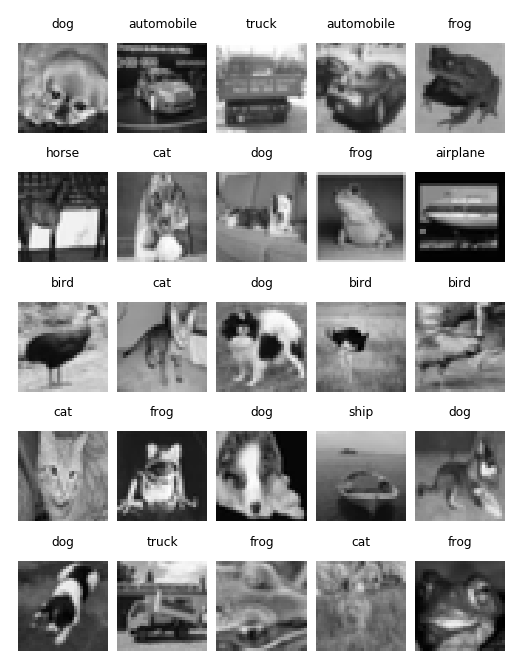 dog automobile truck automobile frog
horse cat dog frog airplane
bird cat dog bird bird
cat frog dog ship dog
dog truck frog cat frog